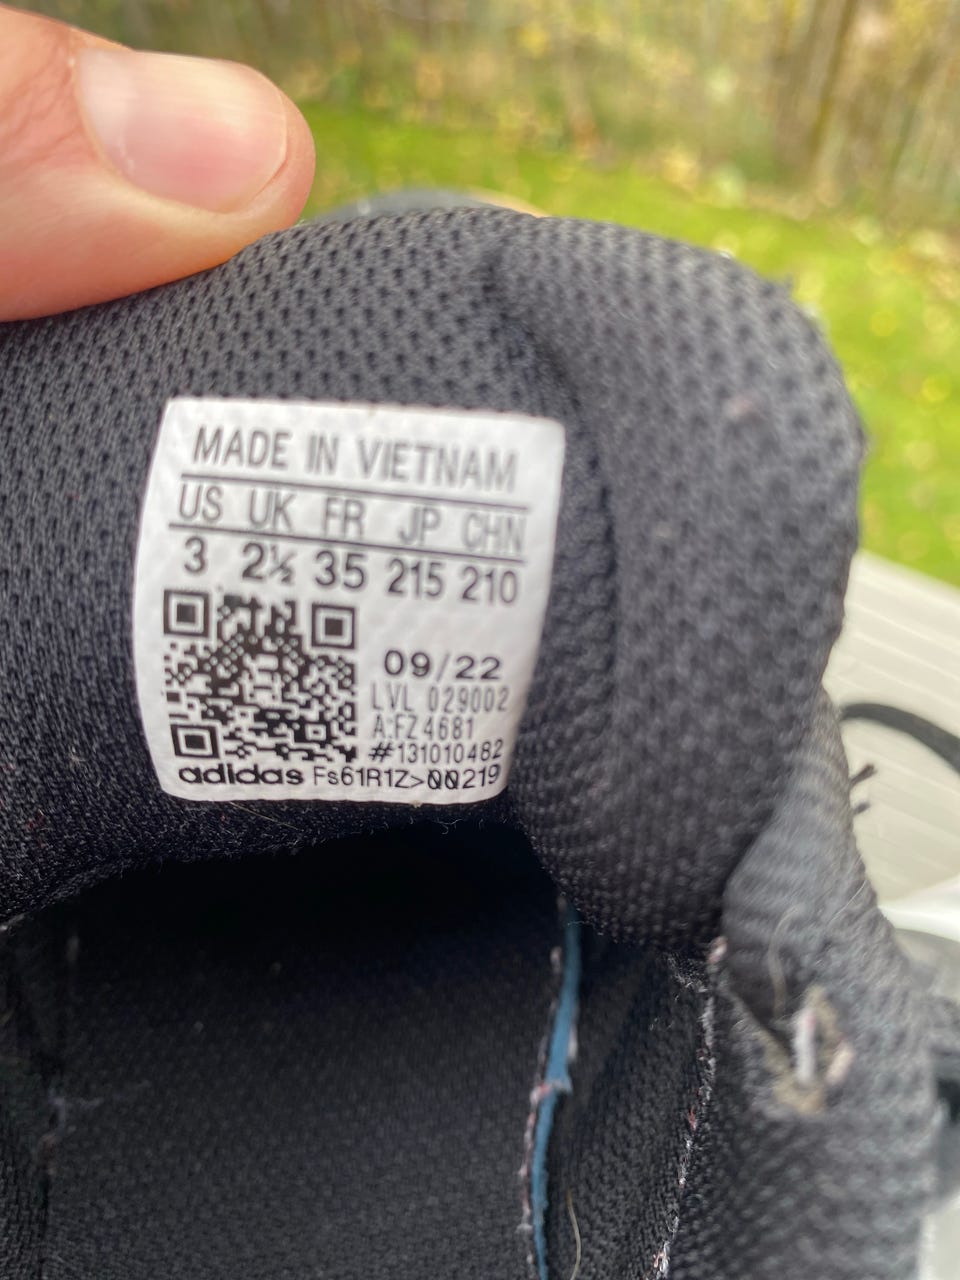 MADE IN VIETNAM
US UK FR JP CHN
3 2½ 35 215 210
09/22
LVL 029002
A:FZ4681
#131010482
adidas Fs61R1Z>00219